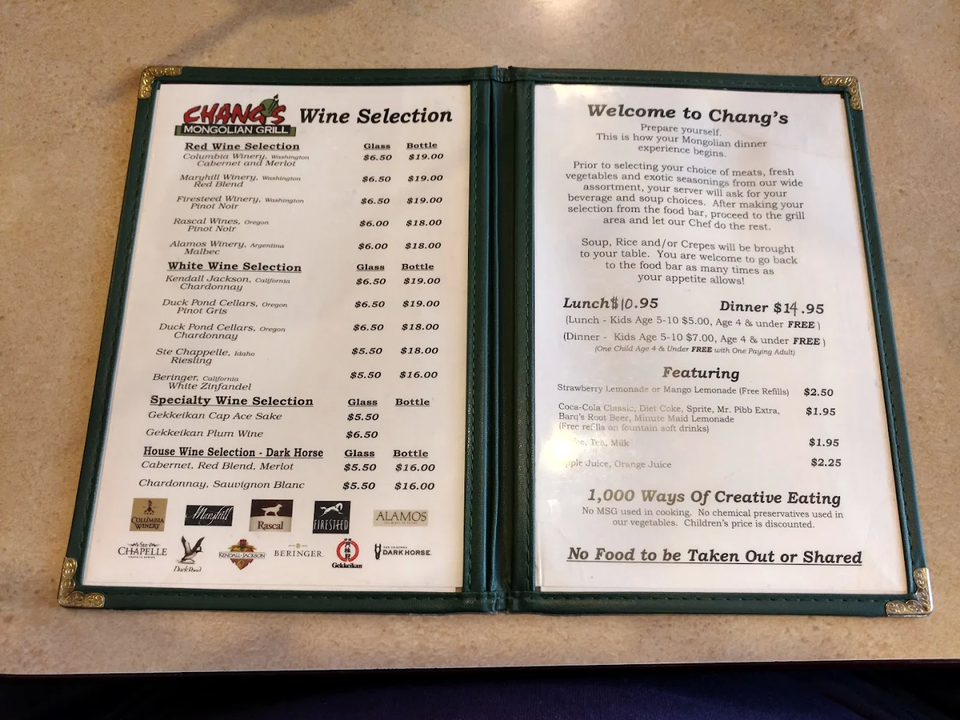 CHANG'S
MONGOLIAN GRILL
Wine Selection
Red Wine Selection Glass Bottle
Columbia Winery, Washington $6.50 $19.00
Cabernet and Merlot
Maryhill Winery, Washington $6.50 $19.00
Red Blend
Firesteed Winery, Washington $6.50 $19.00
Pinot Noir
Rascal Wines, Oregon $6.00 $18.00
Pinot Noir
Alamos Winery, Argentina $6.00 $18.00
Malbec
White Wine Selection Glass Bottle
Kendall Jackson, California $6.50 $19.00
Chardonnay
Duck Pond Cellars, Oregon $6.50 $19.00
Pinot Gris
Duck Pond Cellars, Oregon $6.50 $18.00
Chardonnay
Ste Chappelle, Idaho $5.50 $18.00
Riesling
Beringer, California $5.50 $16.00
White Zinfandel
Specialty Wine Selection Glass Bottle
Gekkeikan Cap Ace Sake $5.50
Gekkeikan Plum Wine $6.50
House Wine Selection - Dark Horse Glass Bottle
Cabernet, Red Blend, Merlot $5.50 $16.00
Chardonnay, Sauvignon Blanc $5.50 $16.00
COLUMBIA WINERY
Maryhill
Rascal
FIRESTEED
ALAMOS
CHAPELLE
Duck Pond
KENDALL-JACKSON
BERINGER.
Gekkeikan
DARK HORSE
Welcome to Chang's
Prepare yourself.
This is how your Mongolian dinner
experience begins.
Prior to selecting your choice of meats, fresh
vegetables and exotic seasonings from our wide
assortment, your server will ask for your
beverage and soup choices. After making your
selection from the food bar, proceed to the grill
area and let our Chef do the rest.
Soup, Rice and/or Crepes will be brought
to your table. You are welcome to go back
to the food bar as many times as
your appetite allows!
Lunch $10.95 Dinner $14.95
(Lunch - Kids Age 5-10 $5.00, Age 4 & under FREE )
(Dinner - Kids Age 5-10 $7.00, Age 4 & under FREE )
(One Child Age 4 & Under FREE with One Paying Adult)
Featuring
Strawberry Lemonade or Mango Lemonade (Free Refills) $2.50
Coca-Cola Classic, Diet Coke, Sprite, Mr. Pibb Extra, $1.95
Barq's Root Beer, Minute Maid Lemonade
(Free refills on fountain soft drinks)
Tea, Milk $1.95
Juice, Orange Juice $2.25
1,000 Ways Of Creative Eating
No MSG used in cooking. No chemical preservatives used in
our vegetables. Children's price is discounted.
No Food to be Taken Out or Shared